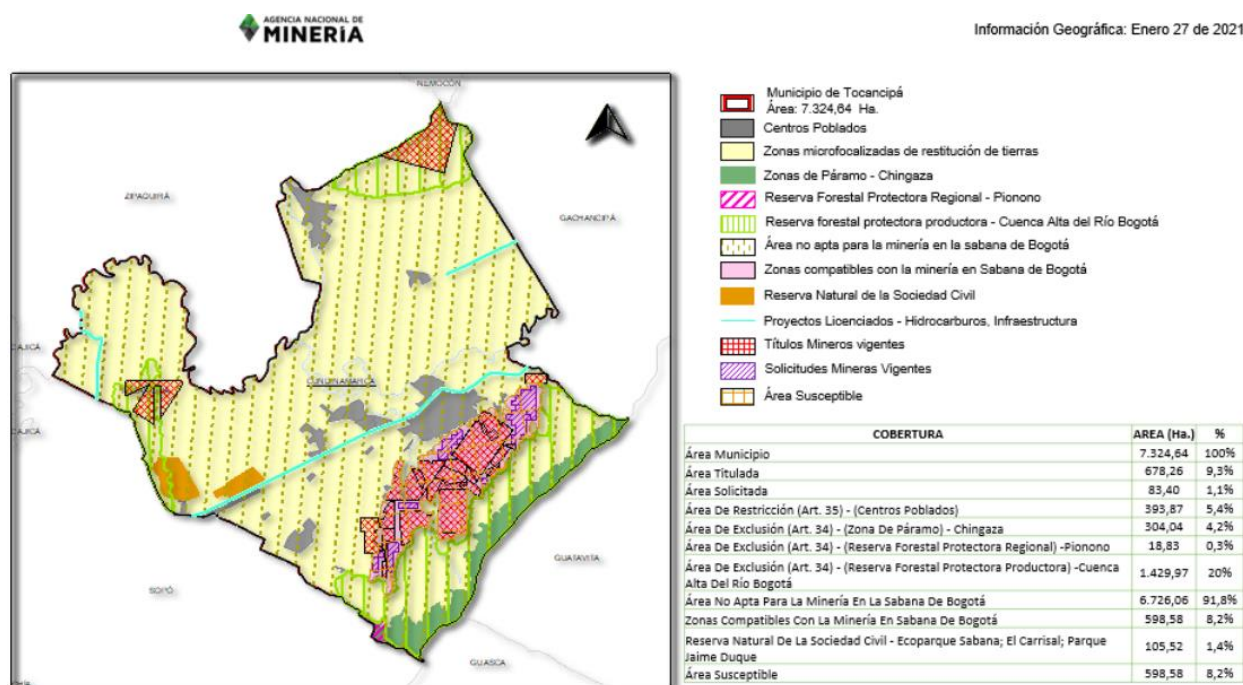 AGENCIA NACIONAL DE
MINERÍA
Información Geográfica: Enero 27 de 2021
NEMOCÓN
ZIPAQUIRÁ
GACHANCIPÁ
CAJICÁ
CUNDINAMARCA
CAJICÁ
GUATAVITA
SOPÓ
GUASCA
Municipio de Tocancipá
Área: 7.324,64 Ha.
Centros Poblados
Zonas microfocalizadas de restitución de tierras
Zonas de Páramo - Chingaza
Reserva Forestal Protectora Regional - Pionono
Reserva forestal protectora productora - Cuenca Alta del Río Bogotá
Área no apta para la minería en la sabana de Bogotá
Zonas compatibles con la minería en Sabana de Bogotá
Reserva Natural de la Sociedad Civil
Proyectos Licenciados - Hidrocarburos, Infraestructura
Títulos Mineros vigentes
Solicitudes Mineras Vigentes
Área Susceptible
COBERTURA AREA (Ha.) %
Área Municipio 7.324,64 100%
Área Titulada 678,26 9,3%
Área Solicitada 83,40 1,1%
Área De Restricción (Art. 35) - (Centros Poblados) 393,87 5,4%
Área De Exclusión (Art. 34) - (Zona De Páramo) - Chingaza 304,04 4,2%
Área De Exclusión (Art. 34) - (Reserva Forestal Protectora Regional) -Pionono 18,83 0,3%
Área De Exclusión (Art. 34) - (Reserva Forestal Protectora Productora) -Cuenca
Alta Del Río Bogotá 1.429,97 20%
Área No Apta Para La Minería En La Sabana De Bogotá 6.726,06 91,8%
Zonas Compatibles Con La Minería En Sabana De Bogotá 598,58 8,2%
Reserva Natural De La Sociedad Civil - Ecoparque Sabana; El Carrisal; Parque
Jaime Duque 105,52 1,4%
Área Susceptible 598,58 8,2%